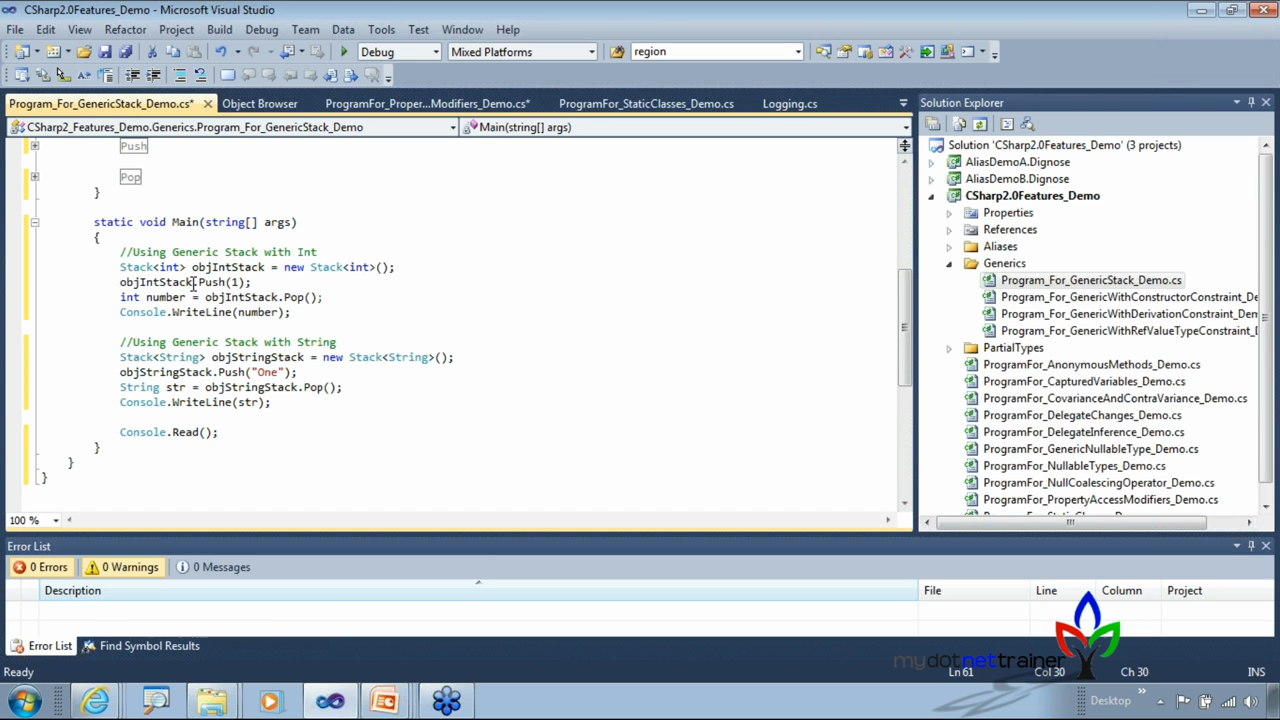 CSharp2.0Features_Demo - Microsoft Visual Studio
File Edit View Refactor Project Build Debug Team Data Tools Test Window Help
Debug Mixed Platforms region
Program_For_GenericStack_Demo.cs* Object Browser ProgramFor_Proper...Modifiers_Demo.cs* ProgramFor_StaticClasses_Demo.cs Logging.cs
CSharp2_Features_Demo.Generics.Program_For_GenericStack_Demo Main(string[] args)
Push
Pop
}
static void Main(string[] args)
{
//Using Generic Stack with Int
Stack<int> objIntStack = new Stack<int>();
objIntStack.Push(1);
int number = objIntStack.Pop();
Console.WriteLine(number);
//Using Generic Stack with String
Stack<String> objStringStack = new Stack<String>();
objStringStack.Push("One");
String str = objStringStack.Pop();
Console.WriteLine(str);
Console.Read();
}
}
}
100 %
Solution Explorer
Solution 'CSharp2.0Features_Demo' (3 projects)
AliasDemoA.Dignose
AliasDemoB.Dignose
CSharp2.0Features_Demo
Properties
References
Aliases
Generics
Program_For_GenericStack_Demo.cs
Program_For_GenericWithConstructorConstraint_De
Program_For_GenericWithDerivationConstraint_Dem
Program_For_GenericWithRefValueTypeConstraint_D
PartialTypes
ProgramFor_AnonymousMethods_Demo.cs
ProgramFor_CapturedVariables_Demo.cs
ProgramFor_CovarianceAndContraVariance_Demo.cs
ProgramFor_DelegateChanges_Demo.cs
ProgramFor_DelegateInference_Demo.cs
ProgramFor_GenericNullableType_Demo.cs
ProgramFor_NullableTypes_Demo.cs
ProgramFor_NullCoalescingOperator_Demo.cs
ProgramFor_PropertyAccessModifiers_Demo.cs
Error List
0 Errors 0 Warnings 0 Messages
Description File Line Column Project
Error List Find Symbol Results
mydotnettrainer
Ready Ln 61 Col 30 Ch 30 INS
Desktop